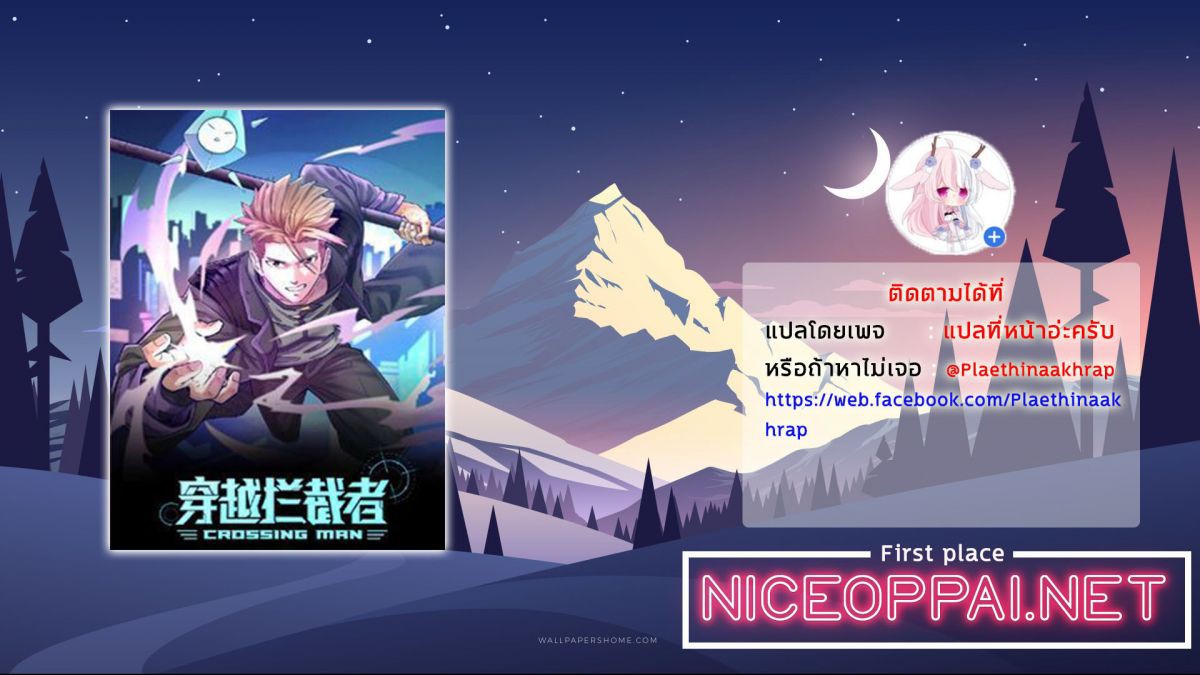 穿越拦截者
CROSSING MAN
ติดตามได้ที่
แปลโดยเพจ : แปลที่หน้าอ่ะครับ
หรือถ้าหาไม่เจอ : @Plaethinaakhrap
https://web.facebook.com/Plaethinaak
hrap
First place
NICEOPPAI.NET
WALLPAPERSHOME.COM